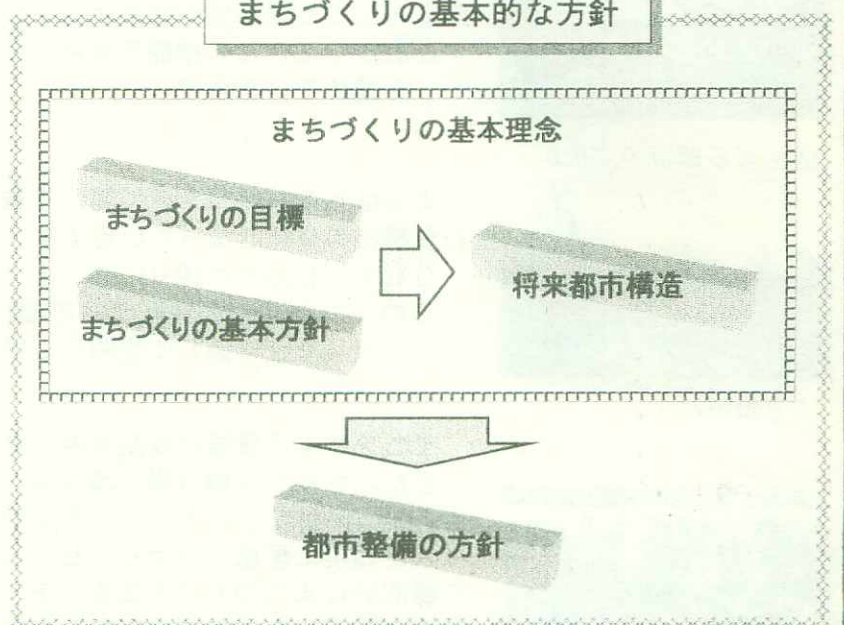 まちづくりの基本的な方針
まちづくりの基本理念
まちづくりの目標
まちづくりの基本方針
将来都市構造
都市整備の方針